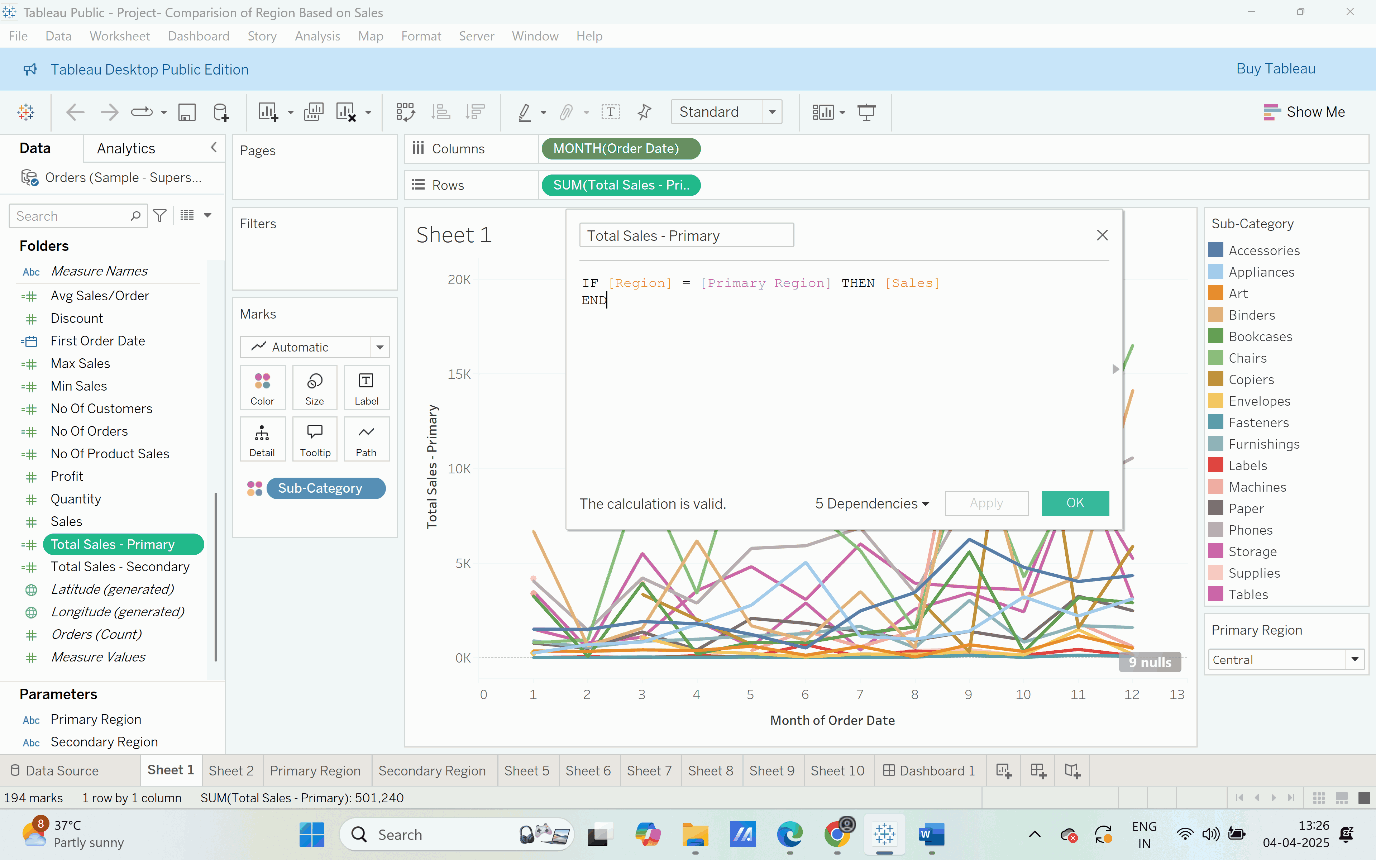 Tableau Public - Project- Comparision of Region Based on Sales
File Data Worksheet Dashboard Story Analysis Map Format Server Window Help
Tableau Desktop Public Edition
Buy Tableau
Standard
Show Me
Data
Analytics
Orders (Sample - Supers...
Search
Folders
Abc Measure Names
Avg Sales/Order
Discount
First Order Date
Max Sales
Min Sales
No Of Customers
No Of Orders
No Of Product Sales
Profit
Quantity
Sales
Total Sales - Primary
Total Sales - Secondary
Latitude (generated)
Longitude (generated)
Orders (Count)
Measure Values
Parameters
Abc Primary Region
Abc Secondary Region
Pages
Filters
Marks
Automatic
Color Size Label
Detail Tooltip Path
Sub-Category
Columns
MONTH(Order Date)
Rows
SUM(Total Sales - Pri..
Sheet 1
Total Sales - Primary
IF [Region] = [Primary Region] THEN [Sales]
END
The calculation is valid.
5 Dependencies
Apply
OK
20K
15K
10K
5K
0K
Total Sales - Primary
9 nulls
0 1 2 3 4 5 6 7 8 9 10 11 12 13
Month of Order Date
Sub-Category
Accessories
Appliances
Art
Binders
Bookcases
Chairs
Copiers
Envelopes
Fasteners
Furnishings
Labels
Machines
Paper
Phones
Storage
Supplies
Tables
Primary Region
Central
Data Source Sheet 1 Sheet 2 Primary Region Secondary Region Sheet 5 Sheet 6 Sheet 7 Sheet 8 Sheet 9 Sheet 10 Dashboard 1
194 marks 1 row by 1 column SUM(Total Sales - Primary): 501,240
8
37°C
Partly sunny
Search
ENG
IN
13:26
04-04-2025